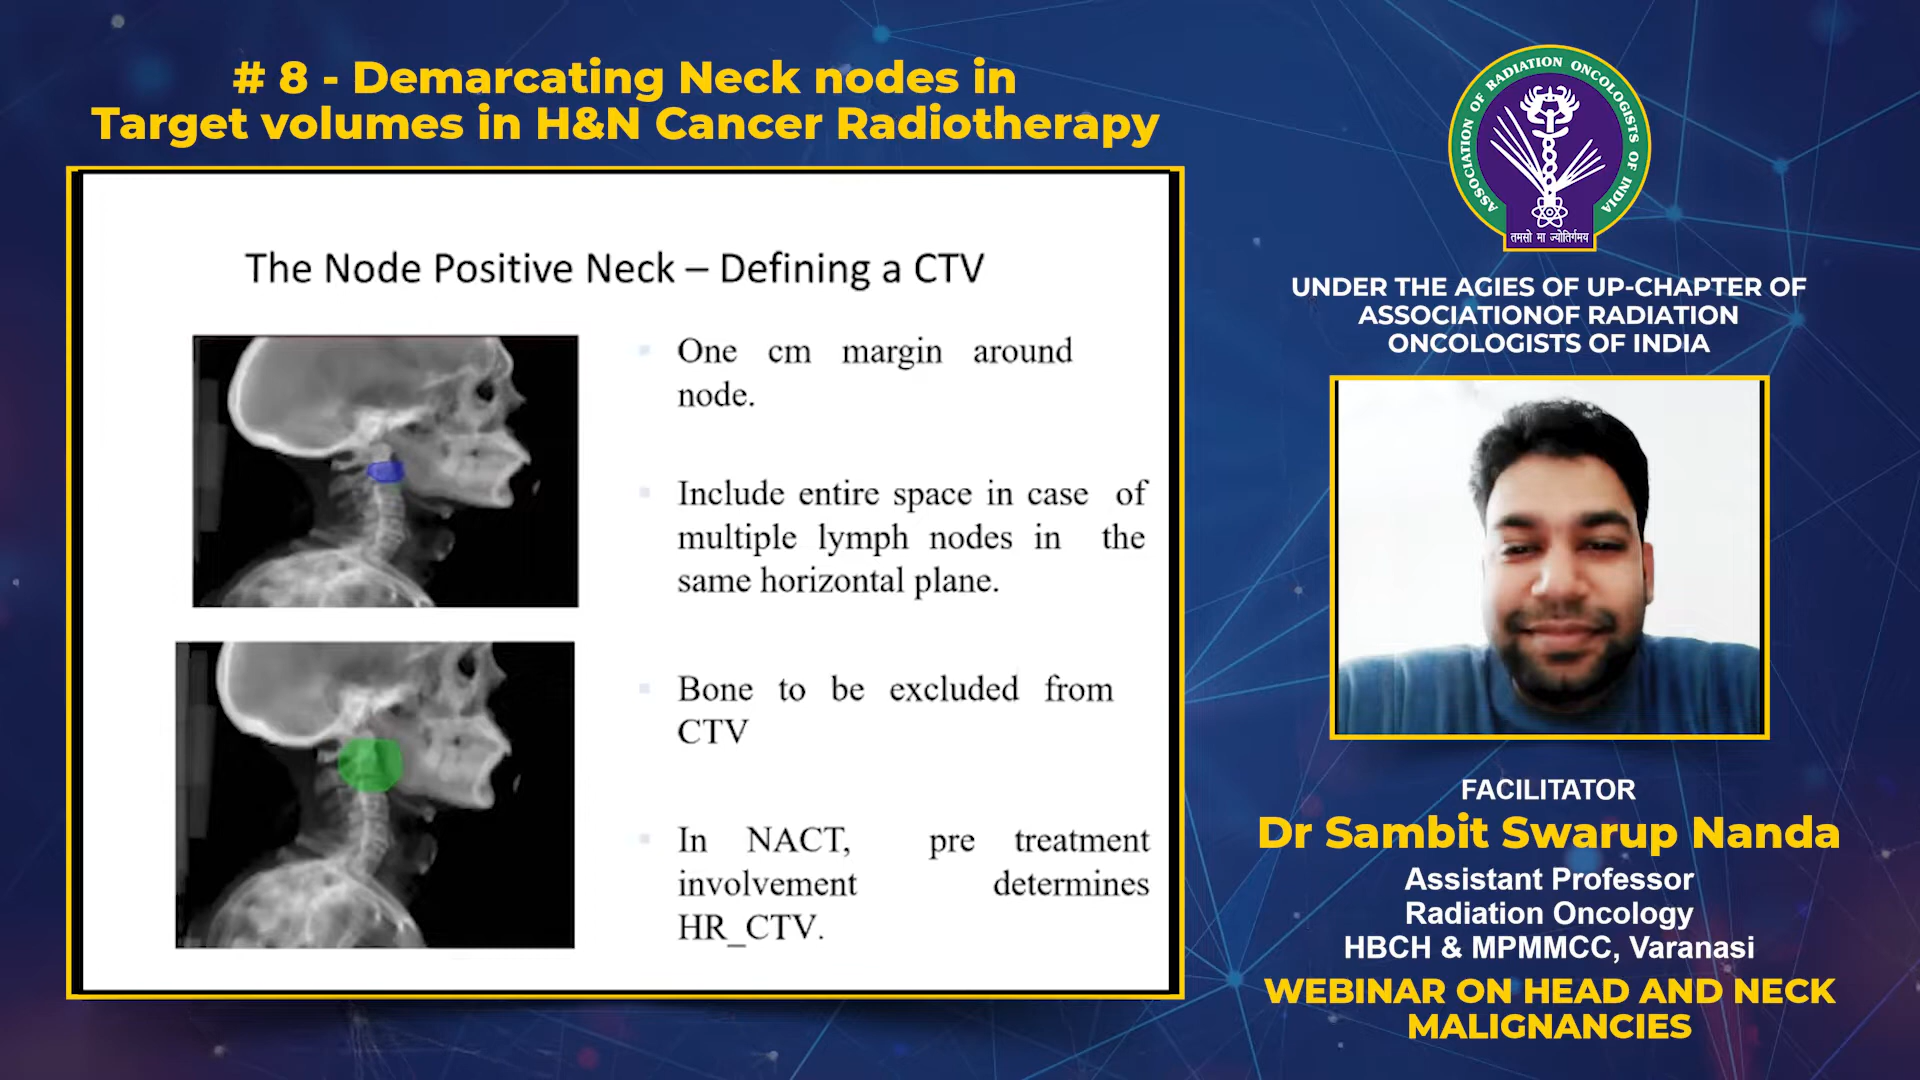 # 8 - Demarcating Neck nodes in
Target volumes in H&N Cancer Radiotherapy
The Node Positive Neck – Defining a CTV
One cm margin around
node.
Include entire space in case of
multiple lymph nodes in the
same horizontal plane.
Bone to be excluded from
CTV
In NACT, pre treatment
involvement determines
HR_CTV.
ASSOCIATION OF RADIATION ONCOLOGISTS OF INDIA
तमसो मा ज्योतिर्गमय
UNDER THE AGIES OF UP-CHAPTER OF
ASSOCIATIONOF RADIATION
ONCOLOGISTS OF INDIA
FACILITATOR
Dr Sambit Swarup Nanda
Assistant Professor
Radiation Oncology
HBCH & MPMMCC, Varanasi
WEBINAR ON HEAD AND NECK
MALIGNANCIES